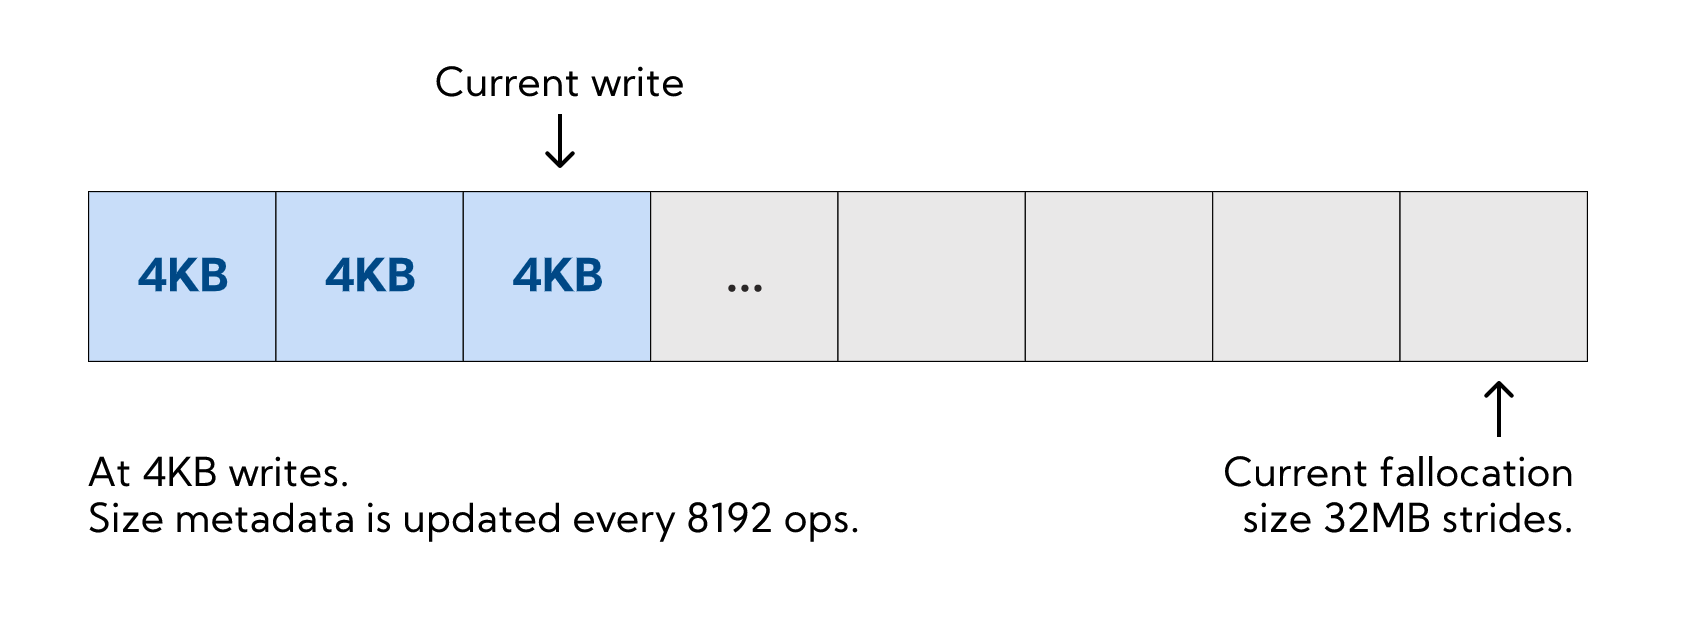 Current write
4KB 4KB 4KB ...
At 4KB writes.
Size metadata is updated every 8192 ops.
Current fallocation
size 32MB strides.